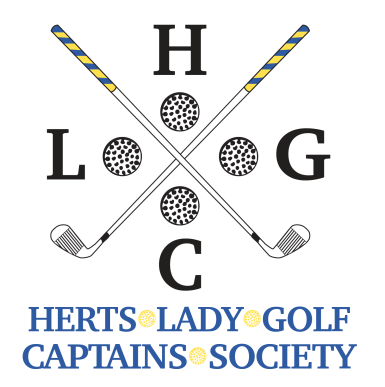 H
L G
C
HERTS LADY GOLF
CAPTAINS SOCIETY